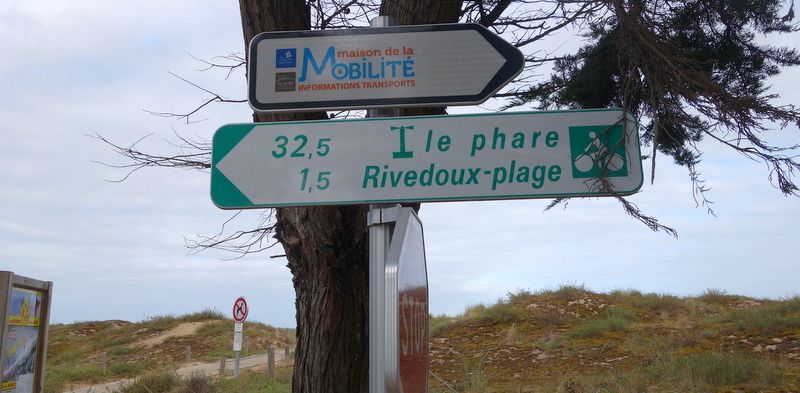 maison de la
MOBILITÉ
INFORMATIONS TRANSPORTS
32,5 le phare
1,5 Rivedoux-plage
STOP